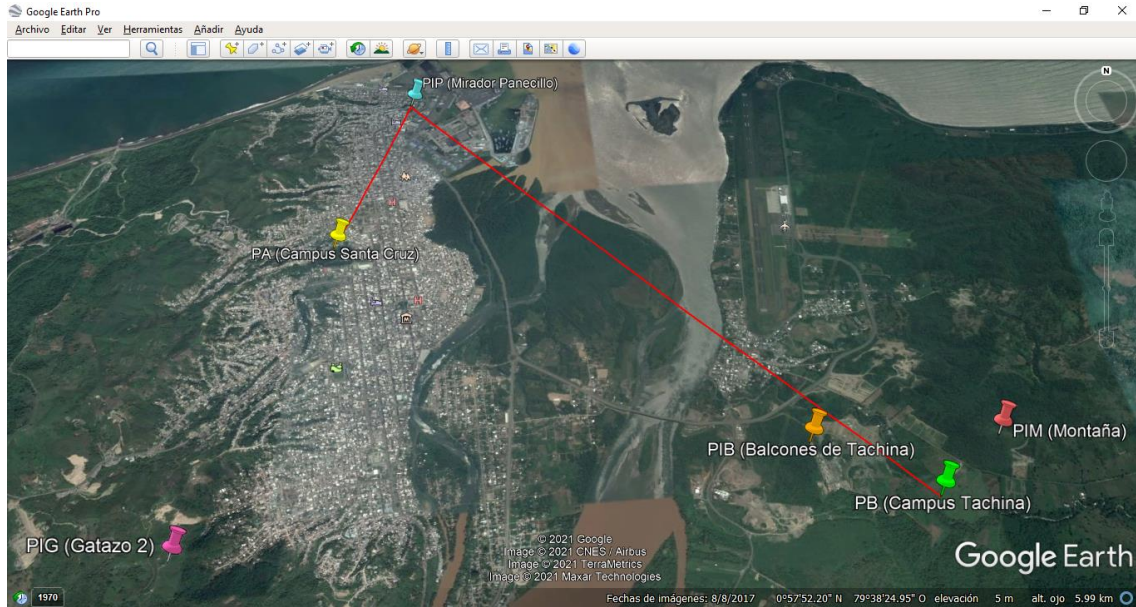 Google Earth Pro
Archivo Editar Ver Herramientas Añadir Ayuda
N
PIP (Mirador Panecillo)
PA (Campus Santa Cruz)
PIM (Montaña)
PIB (Balcones de Tachina)
PB (Campus Tachina)
PIG (Gatazo 2)
© 2021 Google
Image © 2021 CNES / Airbus
Image © 2021 TerraMetrics
Image © 2021 Maxar Technologies
Google Earth
1970
Fechas de imágenes: 8/8/2017 0°57'52.20" N 79°38'24.95" O elevación 5 m alt. ojo 5.99 km